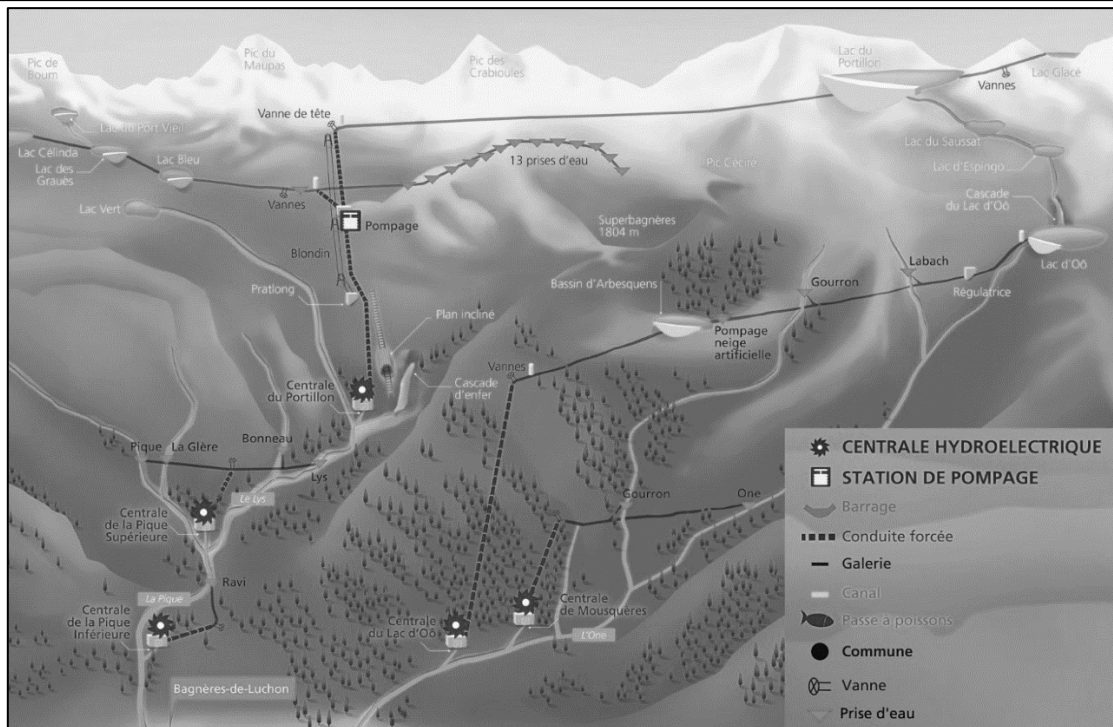 Pic de
Boum
Pic du
Maupas
Pic des
Crabioules
Lac du
Portillon
Vannes
Lac Glacé
Lac du Port Vieil
Vanne de tête
Lac Célinda
Lac des
Grauès
Lac Bleu
13 prises d'eau
Pic Céciré
Lac du Saussat
Lac d'Espingo
Cascade
du Lac d'Oô
Vannes
Lac Vert
Pompage
Superbagnères
1804 m
Blondin
Labach
Lac d'Oô
Bassin d'Arbesquens
Gourron
Régulatrice
Pratlong
Plan incliné
Pompage
neige
artificielle
Vannes
Centrale
du Portillon
Cascade
d'enfer
Pique
La Glère
Bonneau
Lys
Le Lys
Centrale
de la Pique
Supérieure
Gourron
One
Ravi
La Pique
Centrale
de la Pique
Inférieure
Centrale
du Lac d'Oô
Centrale
de Mousquères
L'One
Bagnères-de-Luchon
CENTRALE HYDROELECTRIQUE
STATION DE POMPAGE
Barrage
Conduite forcée
Galerie
Canal
Passe à poissons
Commune
Vanne
Prise d'eau